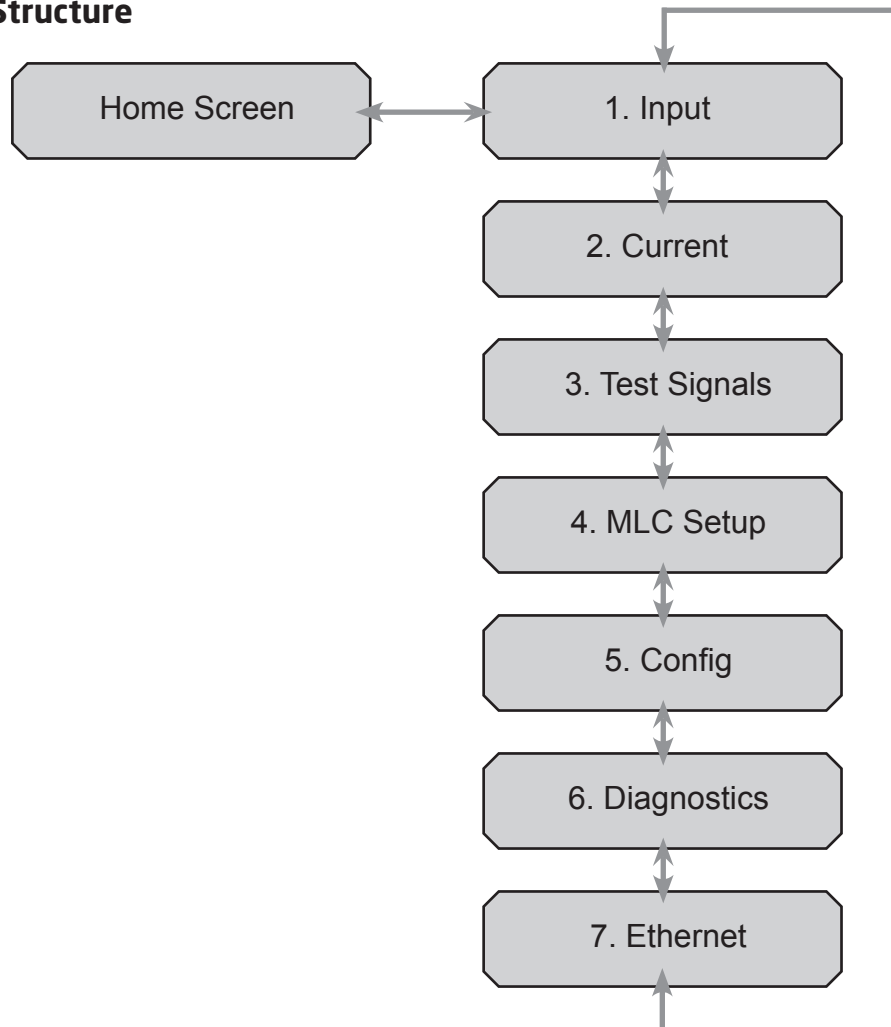 Structure
Home Screen
1. Input
2. Current
3. Test Signals
4. MLC Setup
5. Config
6. Diagnostics
7. Ethernet